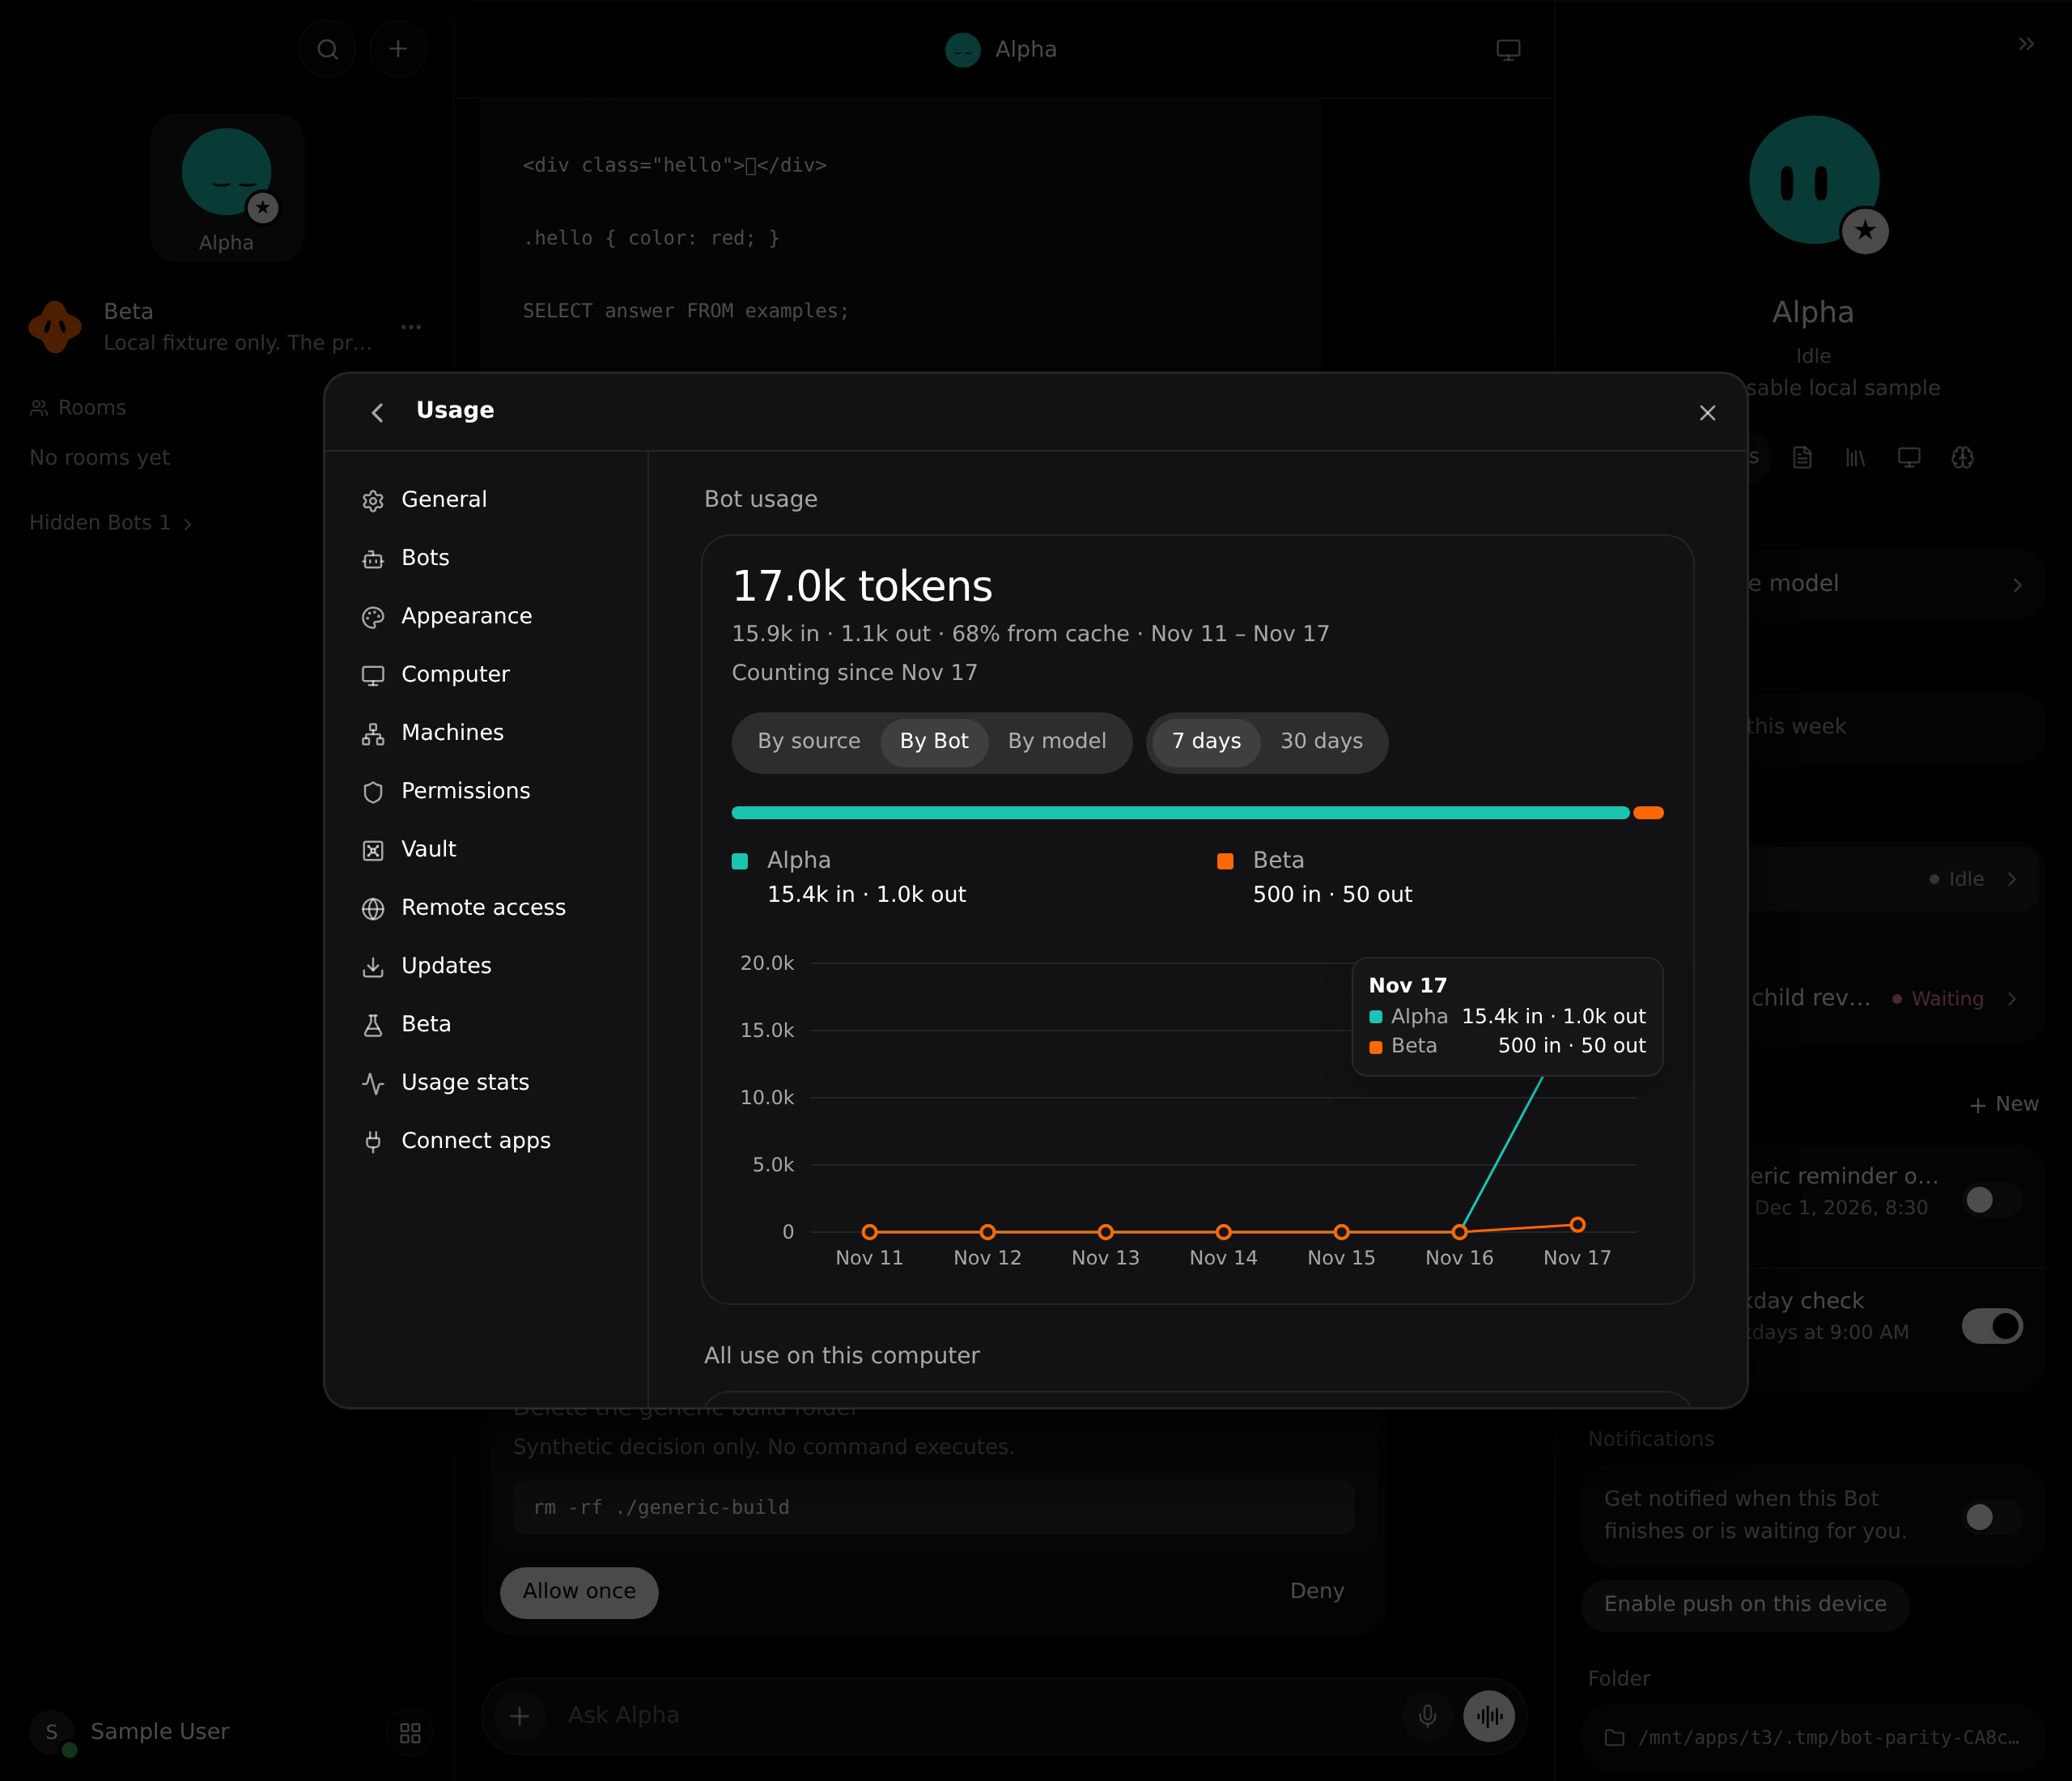 Alpha
Alpha
<div class="hello"></div>
.hello { color: red; }
SELECT answer FROM examples;
Beta
Local fixture only. The pr…
Rooms
No rooms yet
Hidden Bots 1
Alpha
Idle
sable local sample
Usage
General
Bots
Appearance
Computer
Machines
Permissions
Vault
Remote access
Updates
Beta
Usage stats
Connect apps
Bot usage
17.0k tokens
15.9k in · 1.1k out · 68% from cache · Nov 11 – Nov 17
Counting since Nov 17
By source By Bot By model 7 days 30 days
Alpha
15.4k in · 1.0k out
Beta
500 in · 50 out
20.0k
15.0k
10.0k
5.0k
0
Nov 17
Alpha 15.4k in · 1.0k out
Beta 500 in · 50 out
Nov 11 Nov 12 Nov 13 Nov 14 Nov 15 Nov 16 Nov 17
All use on this computer
e model
this week
Idle
child rev… Waiting
New
eric reminder o…
Dec 1, 2026, 8:30
day check
days at 9:00 AM
Notifications
Get notified when this Bot
finishes or is waiting for you.
Enable push on this device
Folder
/mnt/apps/t3/.tmp/bot-parity-CA8c…
Delete the generic build folder
Synthetic decision only. No command executes.
rm -rf ./generic-build
Allow once Deny
Ask Alpha
S Sample User